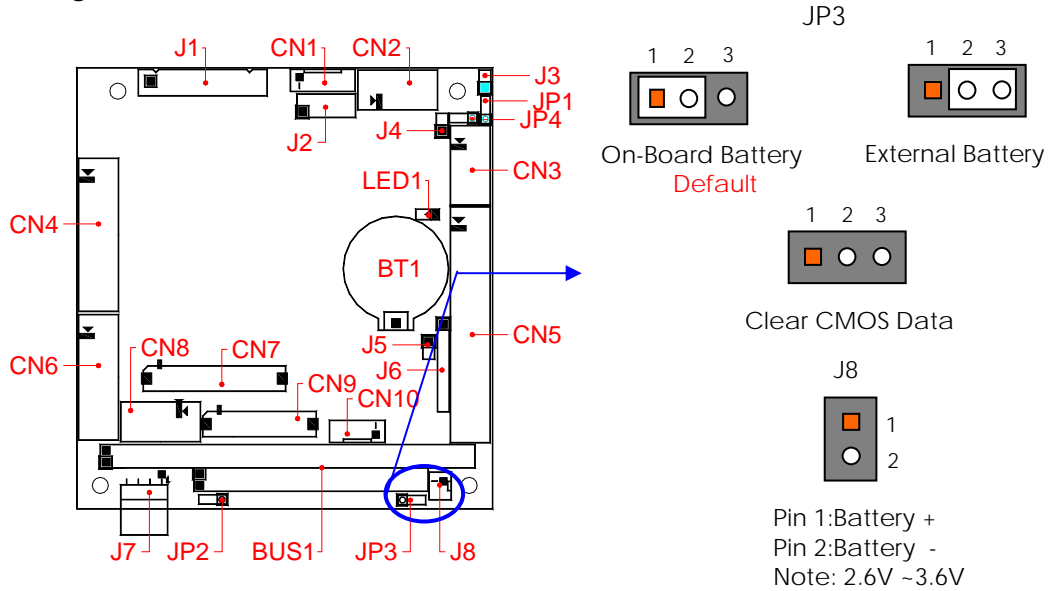 JP3
J1
CN1
CN2
J3
JP1
JP4
J2
J4
CN3
LED1
CN4
BT1
CN5
J5
J6
CN6
CN8
CN7
CN9
CN10
J7
JP2
BUS1
JP3
J8
1 2 3
1 2 3
On-Board Battery
Default
External Battery
1 2 3
Clear CMOS Data
J8
1
2
Pin 1:Battery +
Pin 2:Battery -
Note: 2.6V ~3.6V